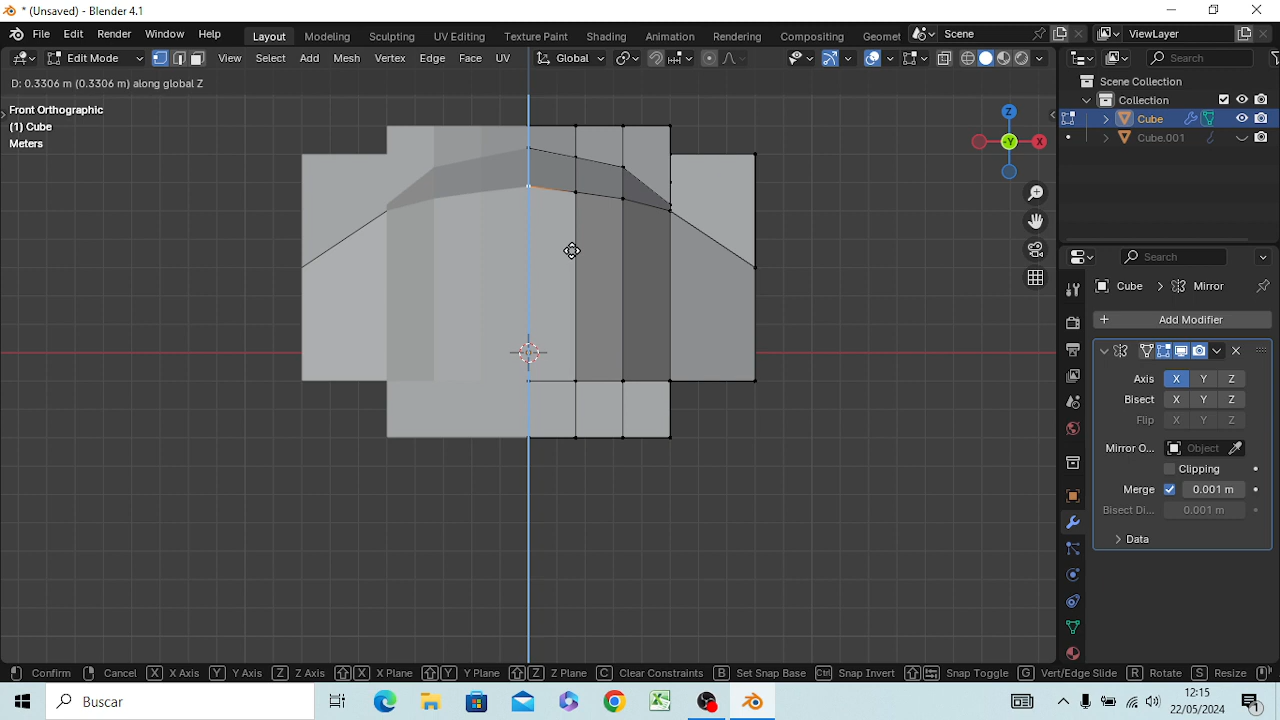 * (Unsaved) - Blender 4.1
File Edit Render Window Help Layout Modeling Sculpting UV Editing Texture Paint Shading Animation Rendering Compositing Geomet Scene ViewLayer
Edit Mode View Select Add Mesh Vertex Edge Face UV Global Search
D: 0.3306 m (0.3306 m) along global Z
Front Orthographic
(1) Cube
Meters
Z
X
-Y
Scene Collection
Collection
Cube
Cube.001
Search
Cube > Mirror
+ Add Modifier
Axis X Y Z
Bisect X Y Z
Flip X Y Z
Mirror O... Object
Clipping
Merge 0.001 m
Bisect Di... 0.001 m
Data
Confirm Cancel X X Axis Y Y Axis Z Z Axis X X Plane Y Y Plane Z Z Plane C Clear Constraints B Set Snap Base Ctrl Snap Invert Snap Toggle G Vert/Edge Slide R Rotate S Resize
Buscar
12:15
22/05/2024
1